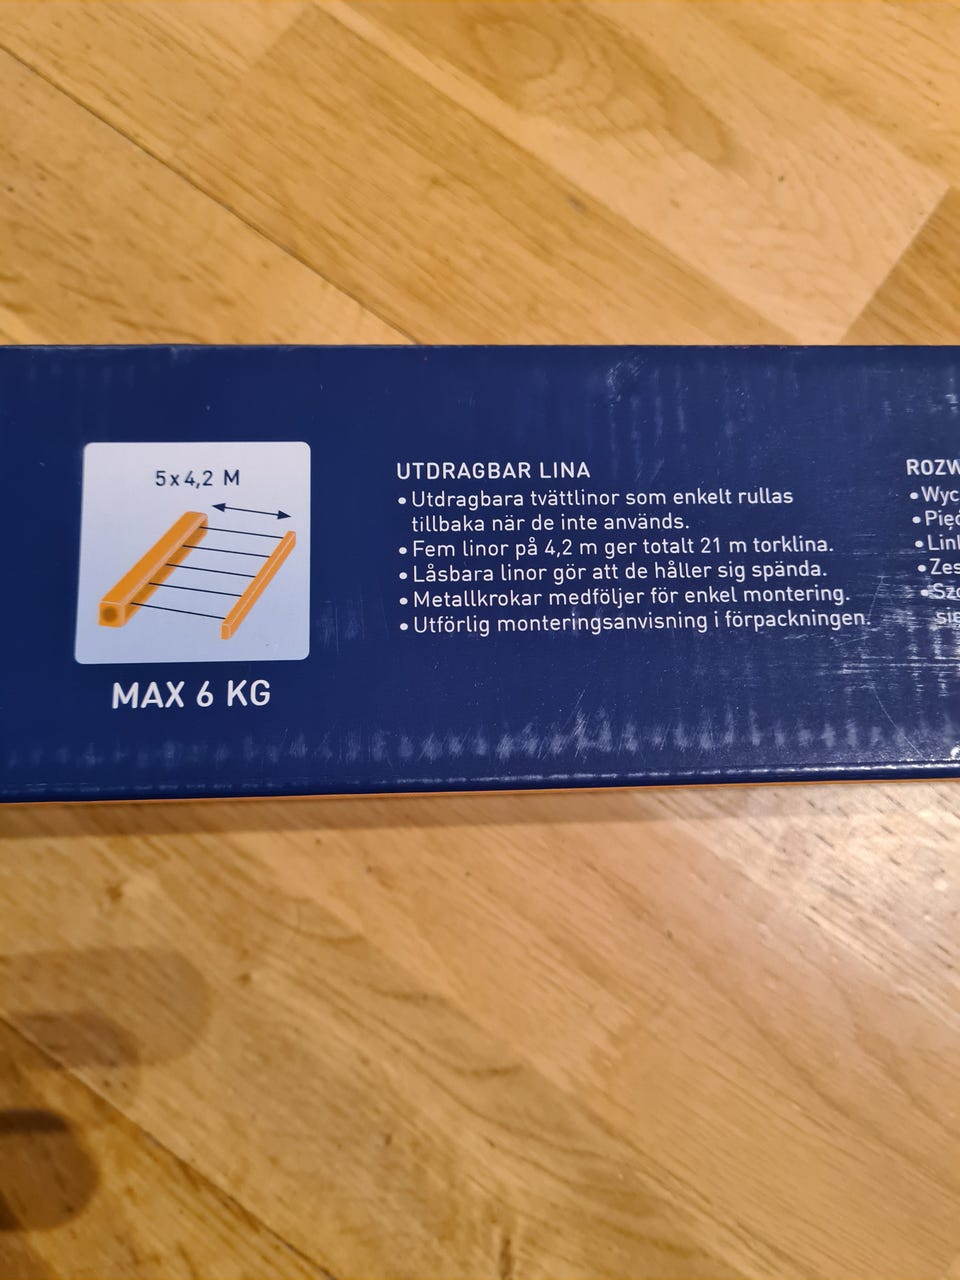 5x4,2 M
MAX 6 KG
UTDRAGBAR LINA
• Utdragbara tvättlinor som enkelt rullas
tillbaka när de inte används.
• Fem linor på 4,2 m ger totalt 21 m torklina.
• Låsbara linor gör att de håller sig spända.
• Metallkrokar medföljer för enkel montering.
• Utförlig monteringsanvisning i förpackningen.